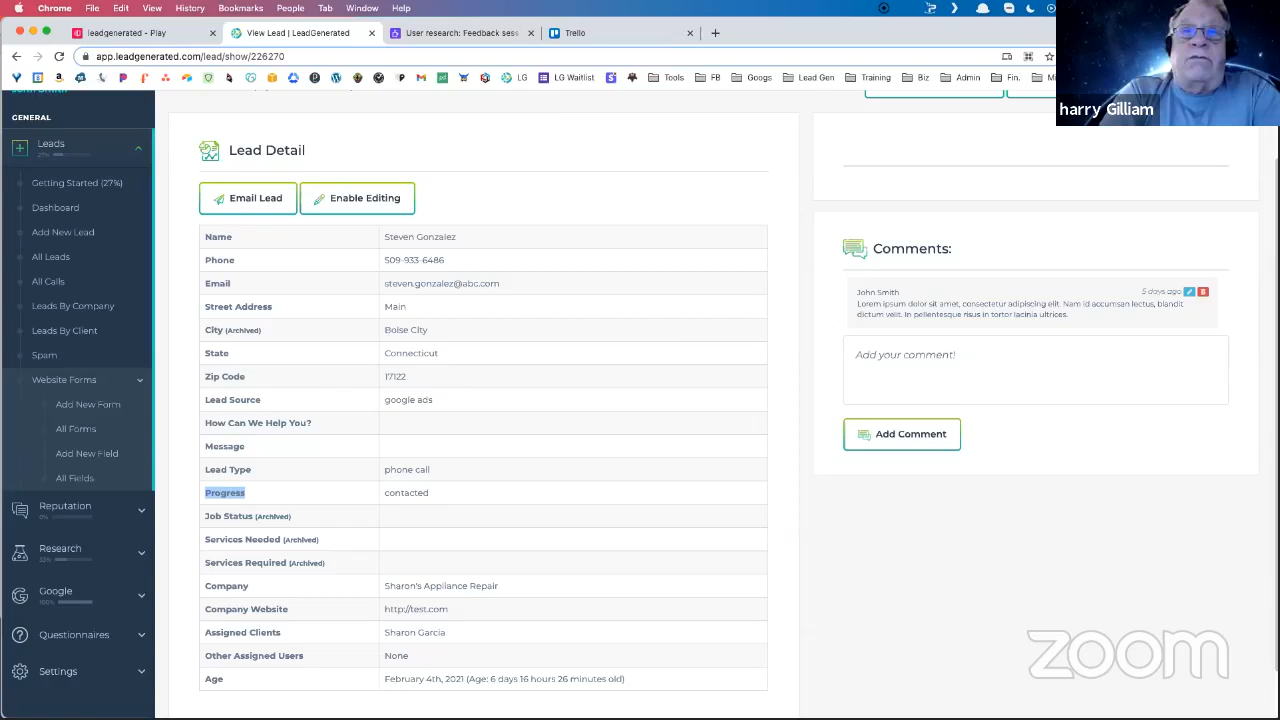 Chrome File Edit View History Bookmarks People Tab Window Help
leadgenerated - Play
View Lead | LeadGenerated
User research: Feedback sess
Trello
app.leadgenerated.com/lead/show/226270
LG
LG Waitlist
Tools
FB
Googs
Lead Gen
Training
Biz
Admin
Fin.
harry Gilliam
John Smith
GENERAL
Leads
27%
Getting Started (27%)
Dashboard
Add New Lead
All Leads
All Calls
Leads By Company
Leads By Client
Spam
Website Forms
Add New Form
All Forms
Add New Field
All Fields
Reputation
0%
Research
33%
Google
100%
Questionnaires
Settings
Lead Detail
Email Lead
Enable Editing
Name Steven Gonzalez
Phone 509-933-6486
Email steven.gonzalez@abc.com
Street Address Main
City (Archived) Boise City
State Connecticut
Zip Code 17122
Lead Source google ads
How Can We Help You?
Message
Lead Type phone call
Progress contacted
Job Status (Archived)
Services Needed (Archived)
Services Required (Archived)
Company Sharon's Appliance Repair
Company Website http://test.com
Assigned Clients Sharon Garcia
Other Assigned Users None
Age February 4th, 2021 (Age: 6 days 16 hours 26 minutes old)
Comments:
John Smith 5 days ago
Lorem ipsum dolor sit amet, consectetur adipiscing elit. Nam id accumsan lectus, blandit
dictum velit. In pellentesque risus in tortor lacinia ultrices.
Add your comment!
Add Comment
zoom